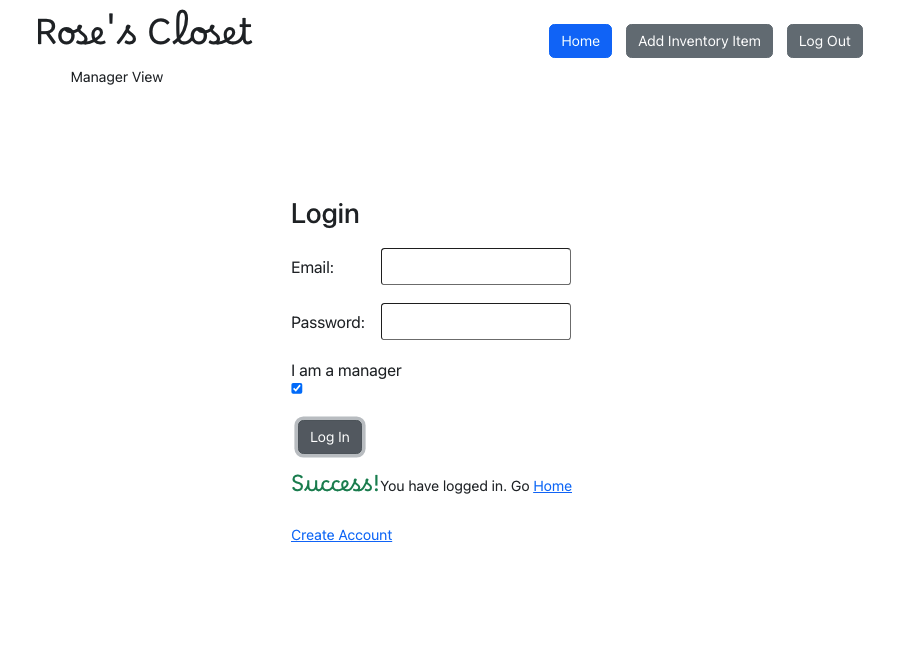 Rose's Closet
Home Add Inventory Item Log Out
Manager View
Login
Email:
Password:
I am a manager
Log In
Success!You have logged in. Go Home
Create Account